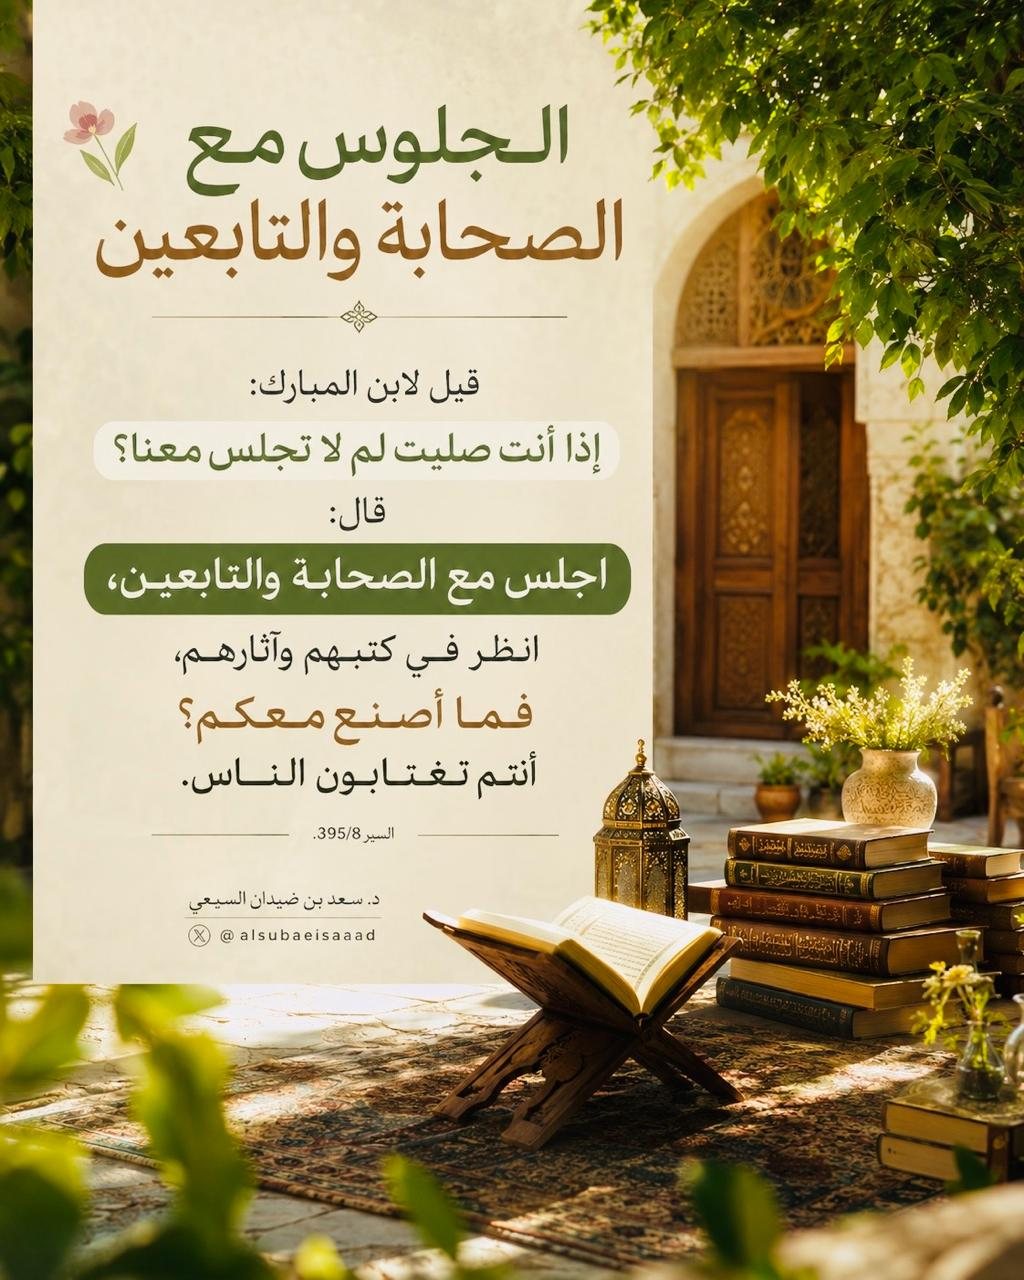 الجلوس مع
الصحابة والتابعين
قيل لابن المبارك:
إذا أنت صليت لم لا تجلس معنا؟
قال:
اجلس مع الصحابة والتابعين،
انظر في كتبهم وآثارهم،
فما أصنع معكم؟
أنتم تغتابون الناس.
السير 395/8.
د. سعد بن ضيدان السيعي
@alsubaeisaaad